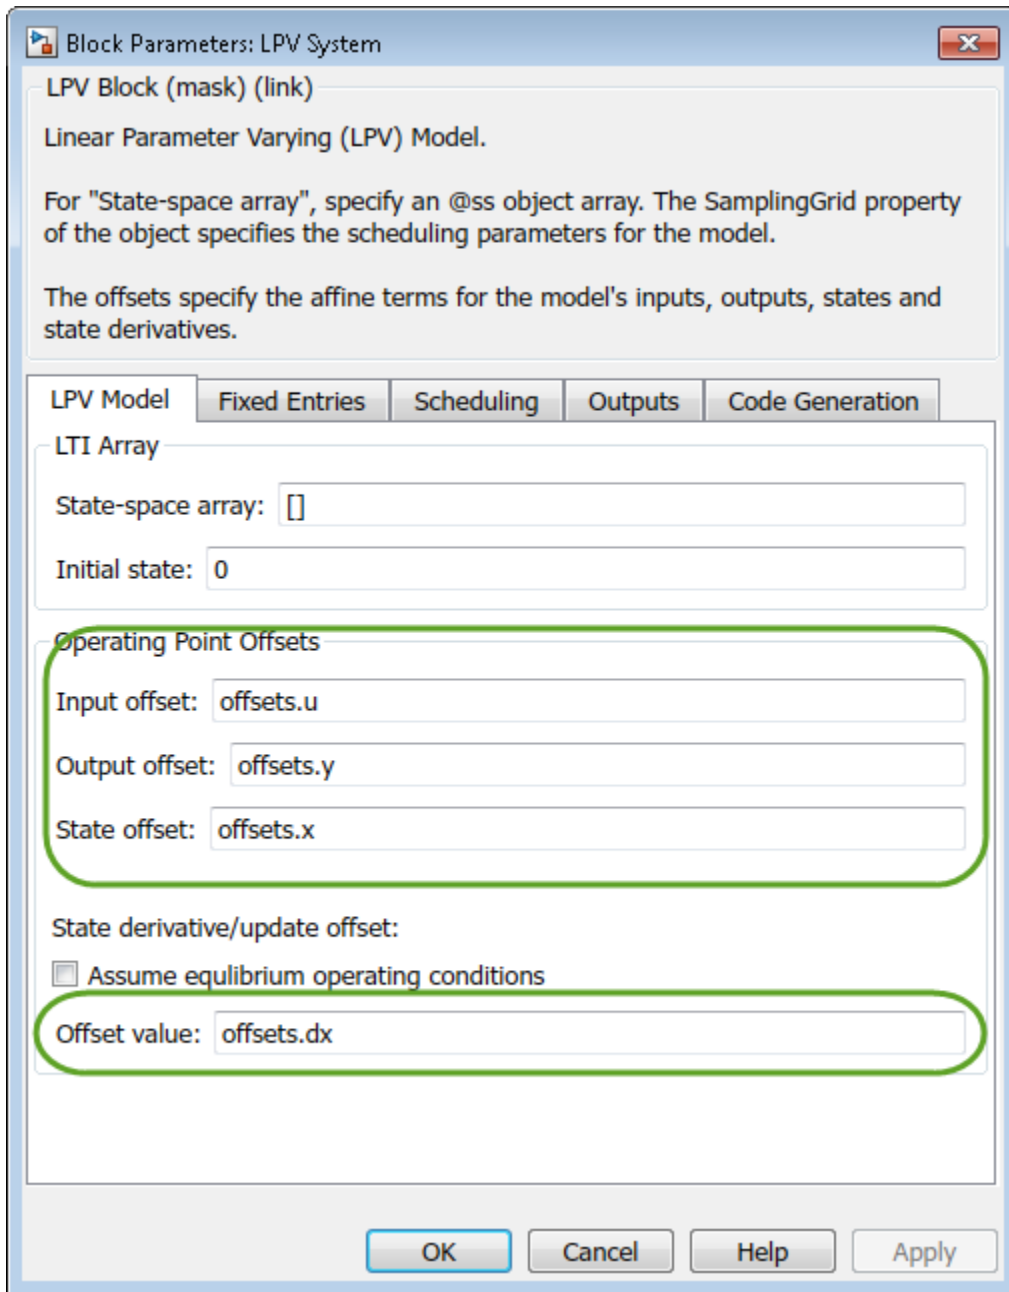 Block Parameters: LPV System
LPV Block (mask) (link)
Linear Parameter Varying (LPV) Model.
For "State-space array", specify an @ss object array. The SamplingGrid property
of the object specifies the scheduling parameters for the model.
The offsets specify the affine terms for the model's inputs, outputs, states and
state derivatives.
LPV Model Fixed Entries Scheduling Outputs Code Generation
LTI Array
State-space array: []
Initial state: 0
Operating Point Offsets
Input offset: offsets.u
Output offset: offsets.y
State offset: offsets.x
State derivative/update offset:
Assume equlibrium operating conditions
Offset value: offsets.dx
OK Cancel Help Apply